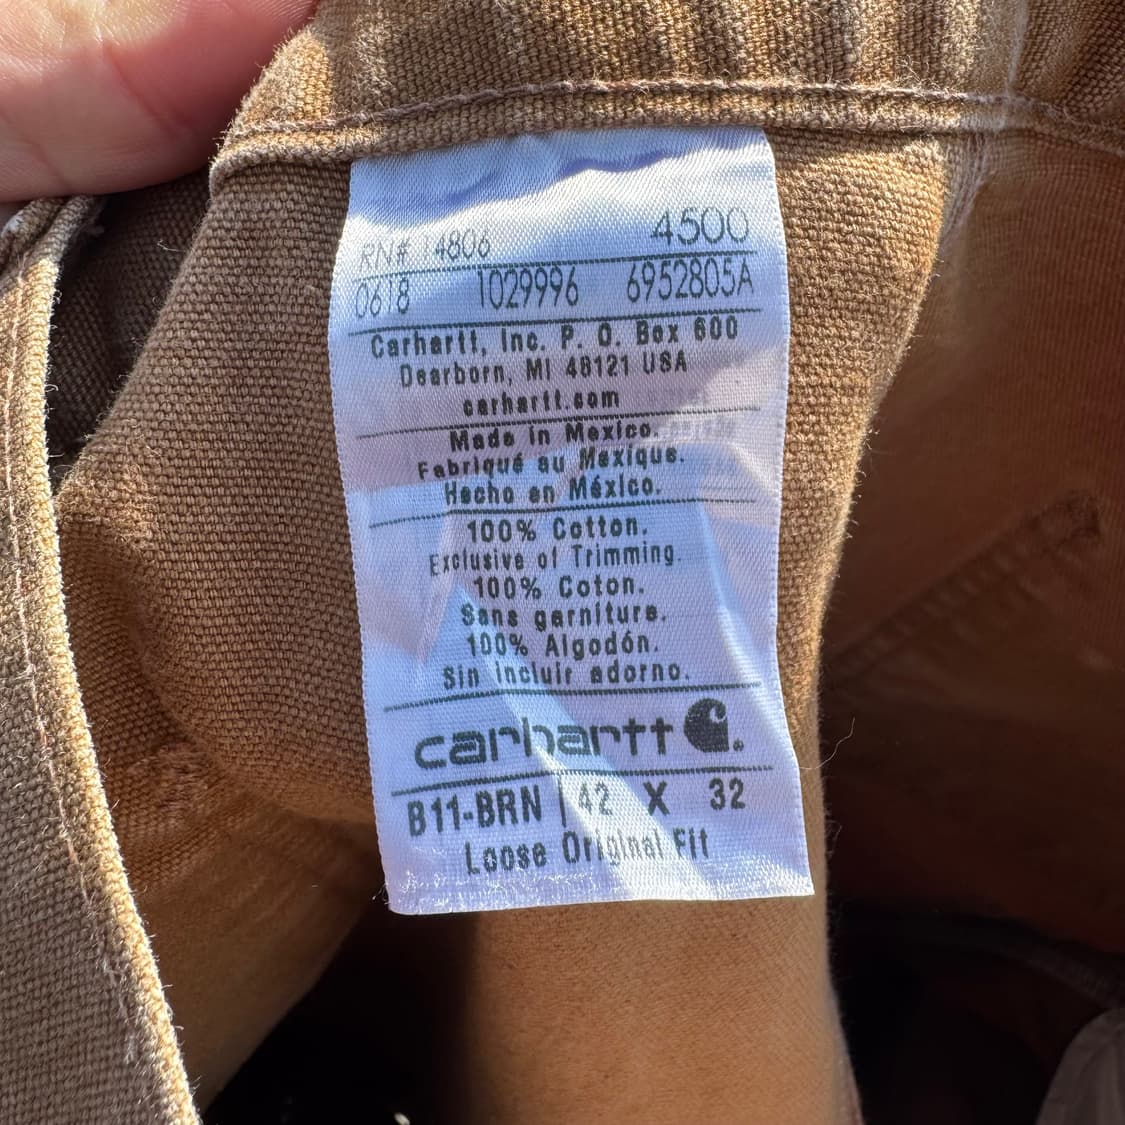 RN# 14806 4500
0618 1029996 6952805A
Carhartt, Inc. P. O. Box 600
Dearborn, MI 48121 USA
carhartt.com
Made in Mexico.
Fabriqué au Mexique.
Hecho en México.
100% Cotton.
Exclusive of Trimming.
100% Coton.
Sans garniture.
100% Algodón.
Sin incluir adorno.
carhartt
B11-BRN | 42 X 32
Loose Original Fit